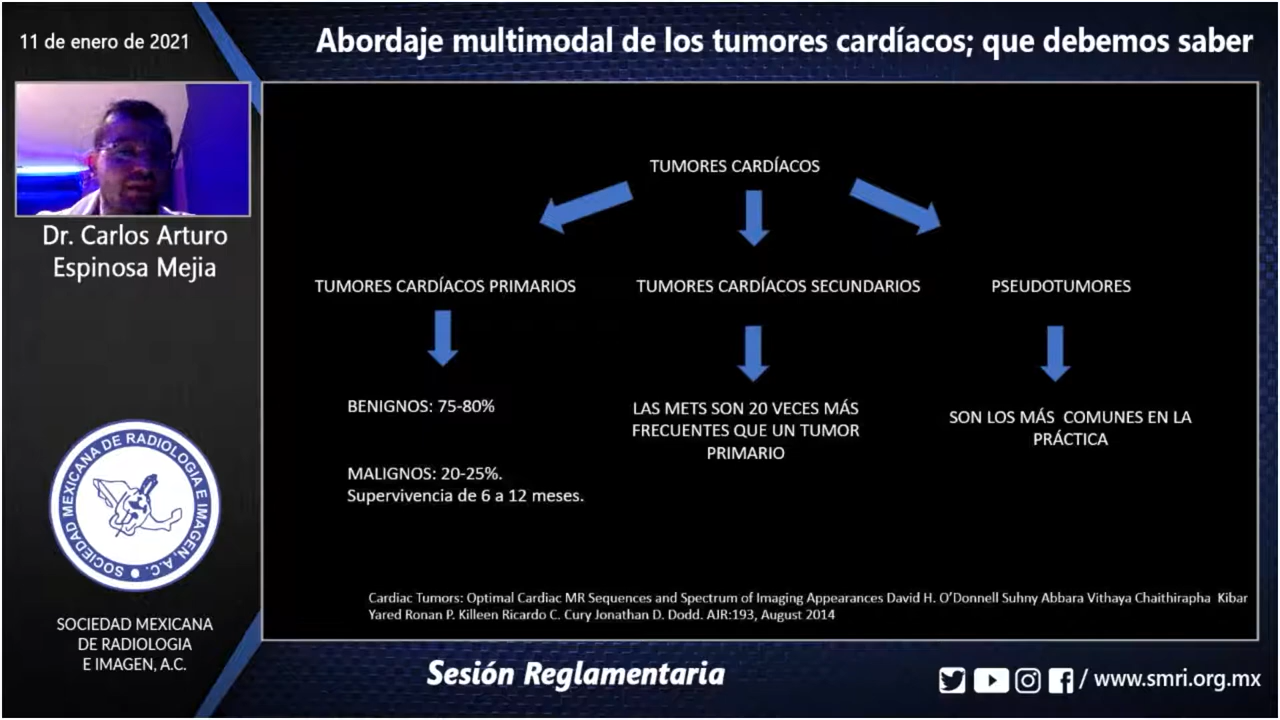 11 de enero de 2021
Abordaje multimodal de los tumores cardíacos; que debemos saber
Dr. Carlos Arturo
Espinosa Mejia
TUMORES CARDÍACOS
TUMORES CARDÍACOS PRIMARIOS
TUMORES CARDÍACOS SECUNDARIOS
PSEUDOTUMORES
BENIGNOS: 75-80%
MALIGNOS: 20-25%.
Supervivencia de 6 a 12 meses.
LAS METS SON 20 VECES MÁS
FRECUENTES QUE UN TUMOR
PRIMARIO
SON LOS MÁS COMUNES EN LA
PRÁCTICA
Cardiac Tumors: Optimal Cardiac MR Sequences and Spectrum of Imaging Appearances David H. O'Donnell Suhny Abbara Vithaya Chaithirapha Kibar
Yared Ronan P. Killeen Ricardo C. Cury Jonathan D. Dodd. AJR:193, August 2014
SOCIEDAD MEXICANA DE RADIOLOGIA E IMAGEN, A.C.
SOCIEDAD MEXICANA
DE RADIOLOGIA
E IMAGEN, A.C.
Sesión Reglamentaria
/ www.smri.org.mx